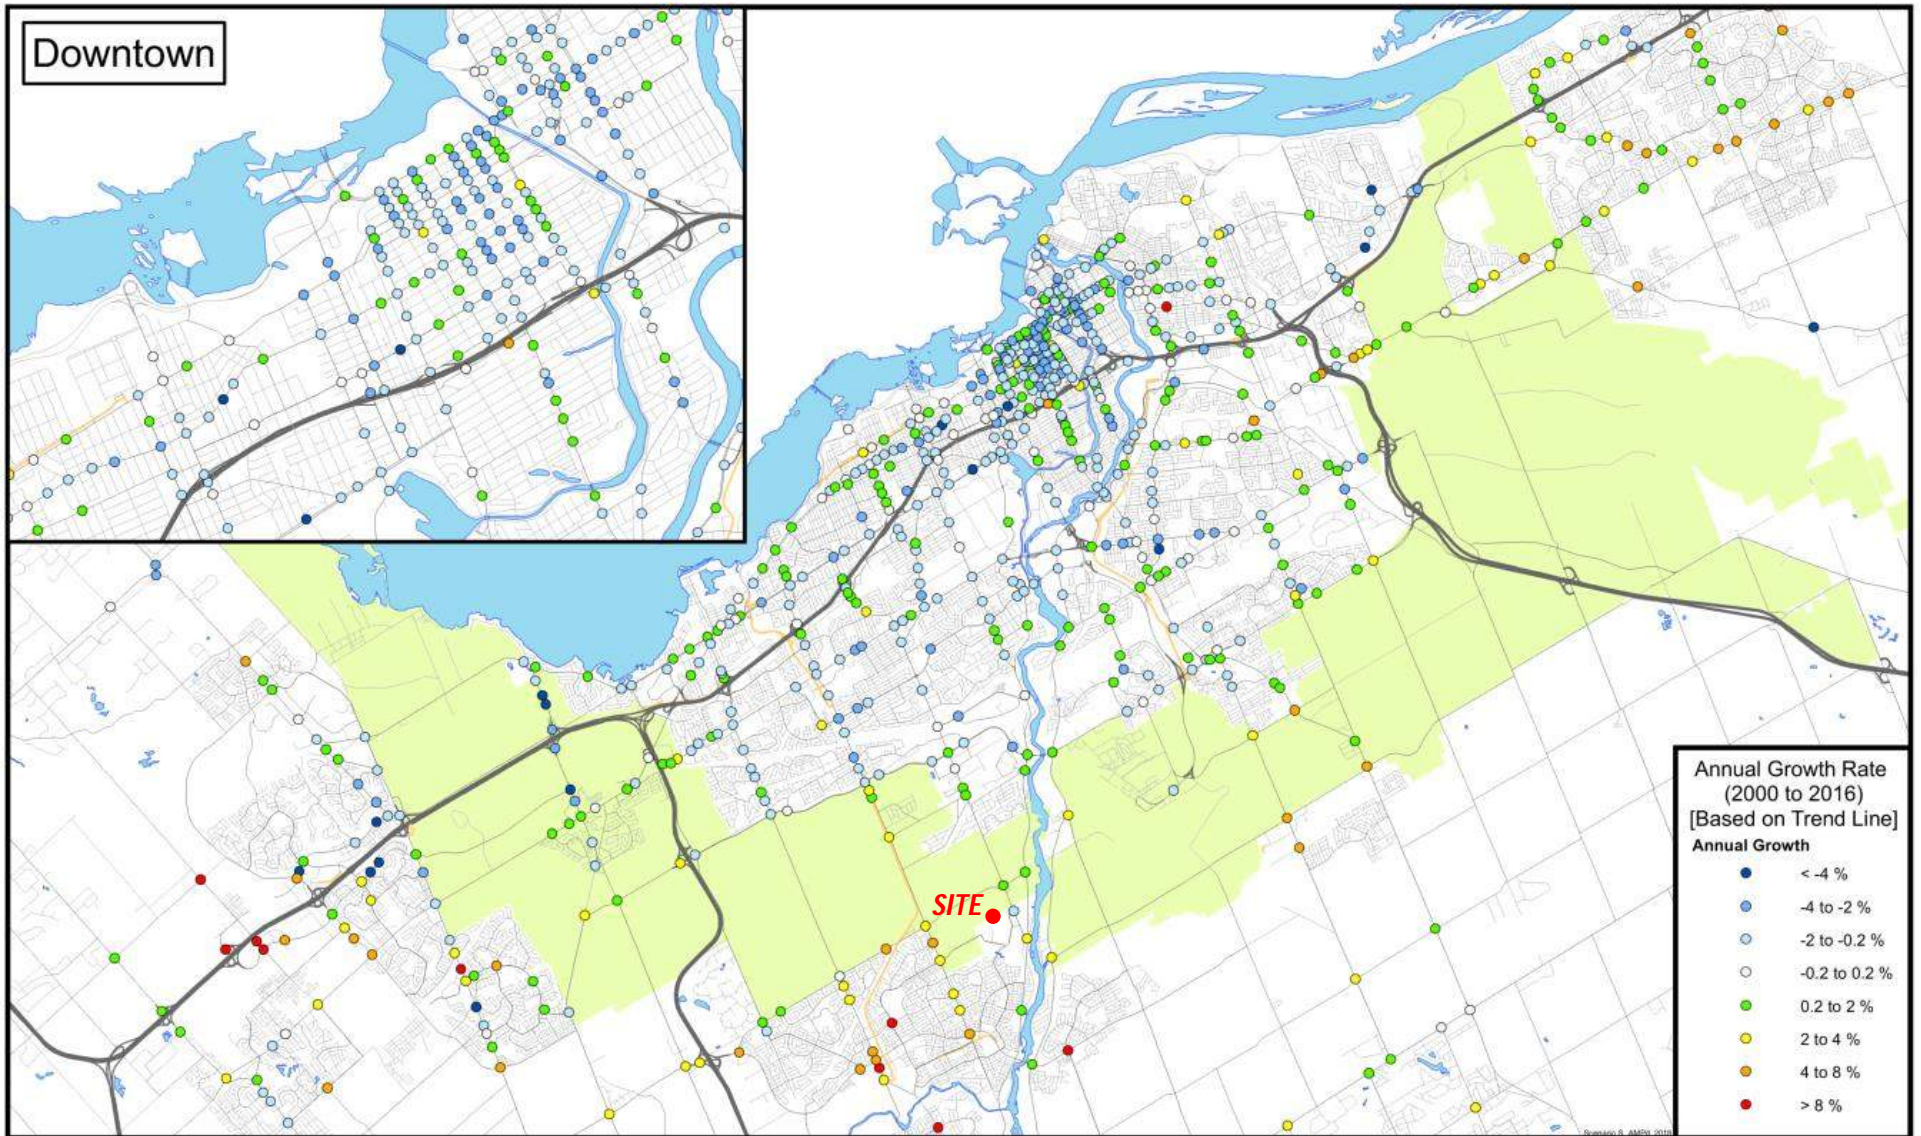 Downtown
SITE
Annual Growth Rate
(2000 to 2016)
[Based on Trend Line]
Annual Growth
< -4 %
-4 to -2 %
-2 to -0.2 %
-0.2 to 0.2 %
0.2 to 2 %
2 to 4 %
4 to 8 %
> 8 %